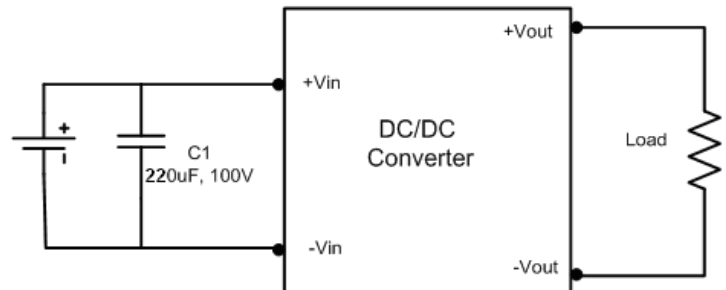 +Vout
+Vin
DC/DC
Converter
Load
+
-
C1
220uF, 100V
-Vin
-Vout